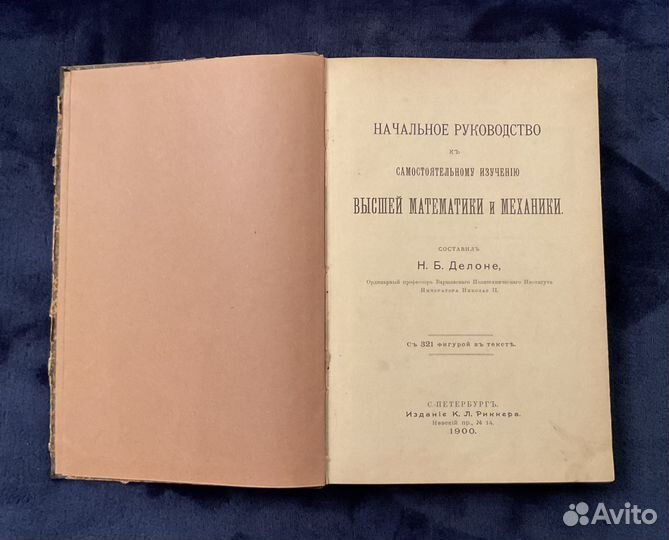 НАЧАЛЬНОЕ РУКОВОДСТВО
КЪ
САМОСТОЯТЕЛЬНОМУ ИЗУЧЕНІЮ
ВЫСШЕЙ МАТЕМАТИКИ и МЕХАНИКИ.
СОСТАВИЛЪ
Н. Б. Делоне,
Ординарный профессоръ Варшавскаго Политехническаго Института
Императора Николая II.
Съ 321 фигурой въ текстѣ.
С.-ПЕТЕРБУРГЪ.
Изданіе К. Л. Риккера.
Невскій пр., № 14.
1900.
Avito